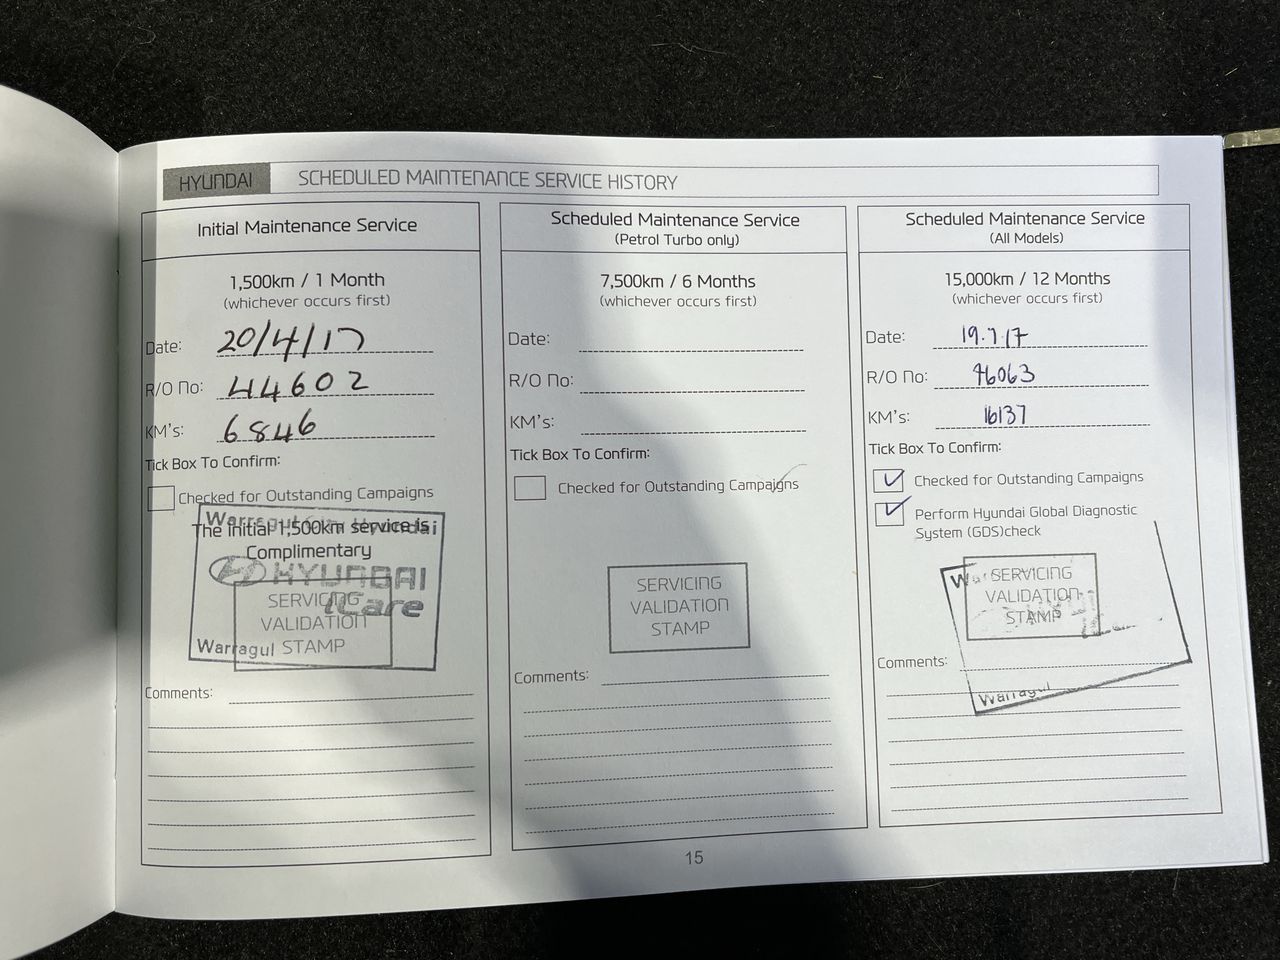 HYUNDAI SCHEDULED MAINTENANCE SERVICE HISTORY
Initial Maintenance Service
1,500km / 1 Month
(whichever occurs first)
Date: 20/4/17
R/O No: 44602
KM's: 6846
Tick Box To Confirm:
Checked for Outstanding Campaigns
The initial 1,500km service is
Complimentary
HYUNDAI
iCare
SERVICING
VALIDATION
STAMP
Warragul
Comments:
Scheduled Maintenance Service
(Petrol Turbo only)
7,500km / 6 Months
(whichever occurs first)
Date:
R/O No:
KM's:
Tick Box To Confirm:
Checked for Outstanding Campaigns
SERVICING
VALIDATION
STAMP
Comments:
Scheduled Maintenance Service
(All Models)
15,000km / 12 Months
(whichever occurs first)
Date: 19.7.17
R/O No: 46063
KM's: 16137
Tick Box To Confirm:
Checked for Outstanding Campaigns
Perform Hyundai Global Diagnostic
System (GDS)check
SERVICING
VALIDATION
STAMP
Comments:
Warragul
15